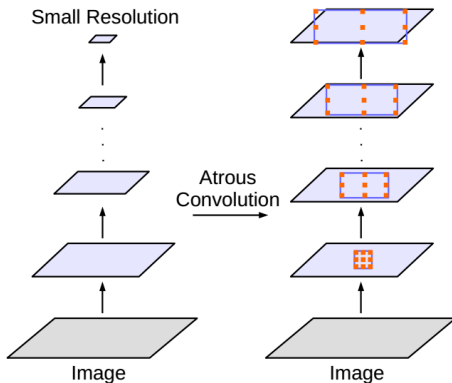 Small Resolution
Atrous
Convolution
Image
Image